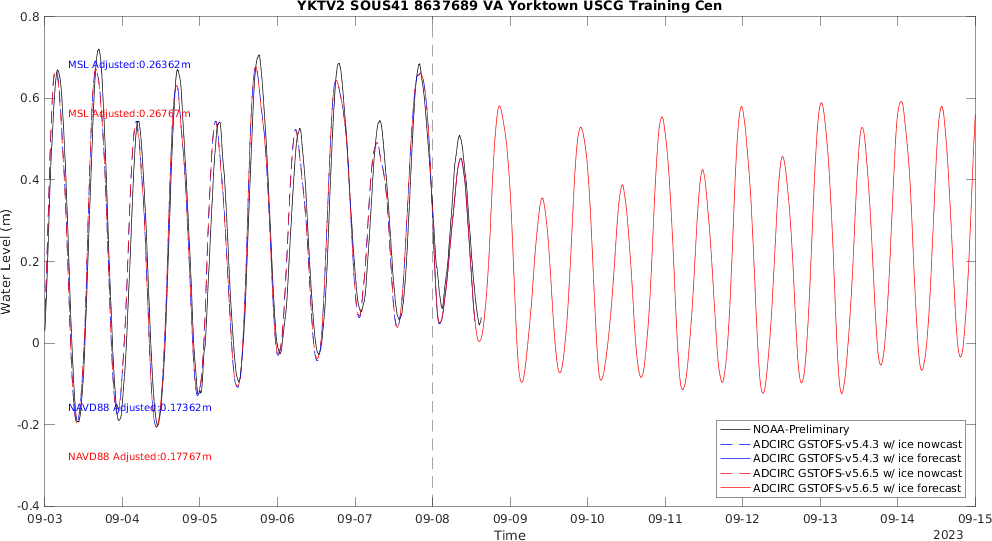 YKTV2 SOUS41 8637689 VA Yorktown USCG Training Cen
0.8
0.6
0.4
0.2
0
-0.2
-0.4
Water Level (m)
MSL Adjusted:0.26362m
MSL Adjusted:0.26767m
NAVD88 Adjusted:0.17362m
NAVD88 Adjusted:0.17767m
NOAA-Preliminary
ADCIRC GSTOFS-v5.4.3 w/ ice nowcast
ADCIRC GSTOFS-v5.4.3 w/ ice forecast
ADCIRC GSTOFS-v5.6.5 w/ ice nowcast
ADCIRC GSTOFS-v5.6.5 w/ ice forecast
09-03 09-04 09-05 09-06 09-07 09-08 09-09 09-10 09-11 09-12 09-13 09-14 09-15
Time
2023